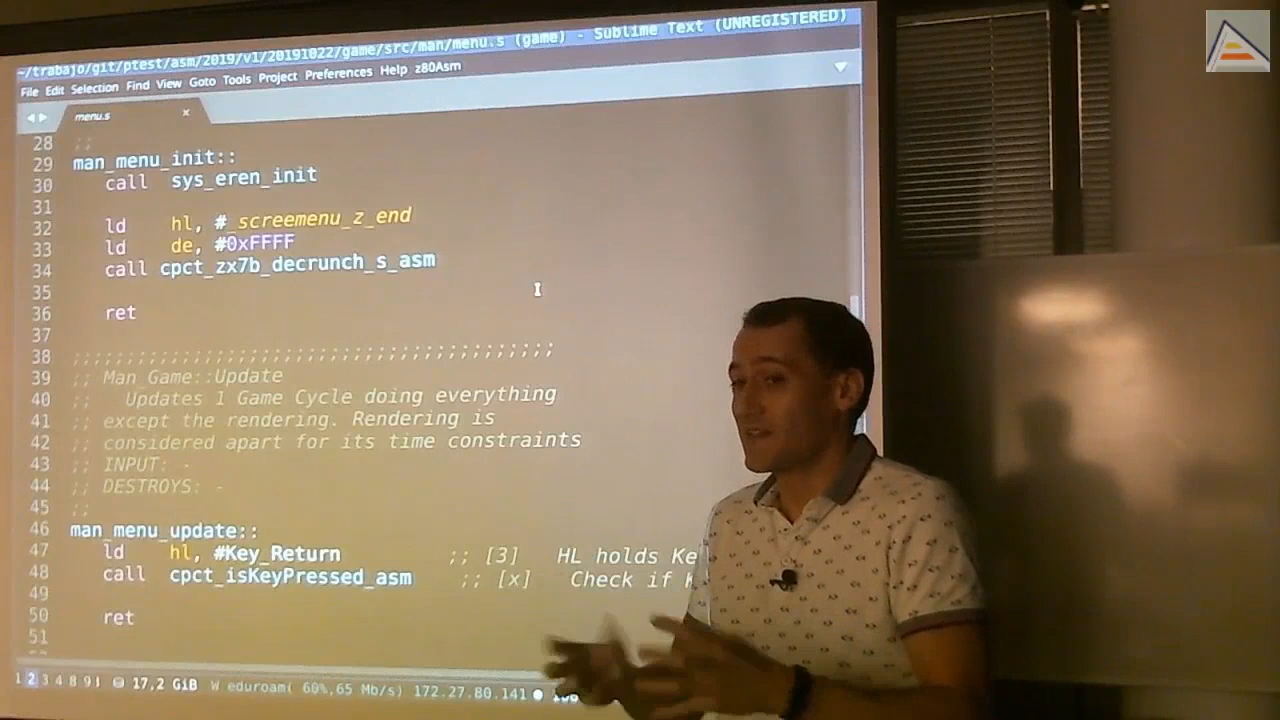 ~/trabajo/git/ptest/asm/2019/v1/20191022/game/src/man/menu.s (game) - Sublime Text (UNREGISTERED)
File Edit Selection Find View Goto Tools Project Preferences Help z80Asm
menu.s ×
28 ;;
29 man_menu_init::
30 call sys_eren_init
31
32 ld hl, #_screemenu_z_end
33 ld de, #0xFFFF
34 call cpct_zx7b_decrunch_s_asm
35
36 ret
37
38 ;;;;;;;;;;;;;;;;;;;;;;;;;;;;;;;;;;;;;;;;
39 ;; Man_Game::Update
40 ;; Updates 1 Game Cycle doing everything
41 ;; except the rendering. Rendering is
42 ;; considered apart for its time constraints
43 ;; INPUT: -
44 ;; DESTROYS: -
45 ;;
46 man_menu_update::
47 ld hl, #Key_Return ;; [3] HL holds Ke
48 call cpct_isKeyPressed_asm ;; [x] Check if K
49
50 ret
51
1 2 3 4 8 9! 17,2 GiB W eduroam( 60%,65 Mb/s) 172.27.80.141